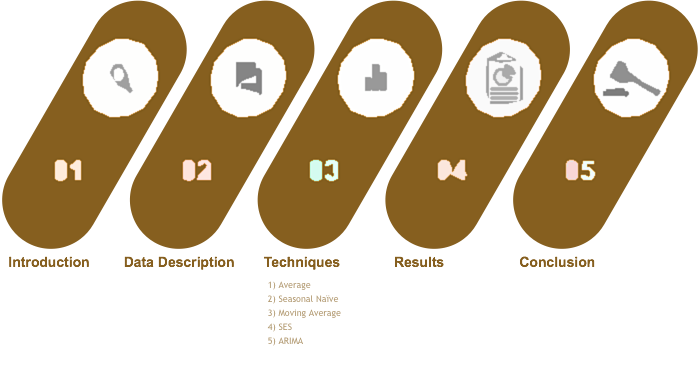 01 02 03 04 05
Introduction Data Description Techniques Results Conclusion
1) Average
2) Seasonal Naïve
3) Moving Average
4) SES
5) ARIMA